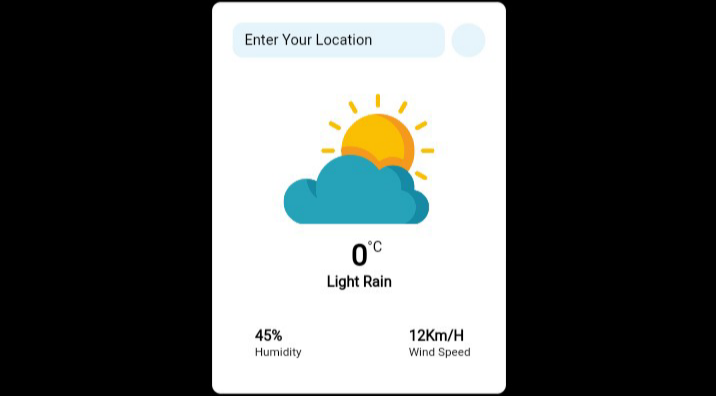 Enter Your Location
0°C
Light Rain
45%
12Km/H
Humidity
Wind Speed